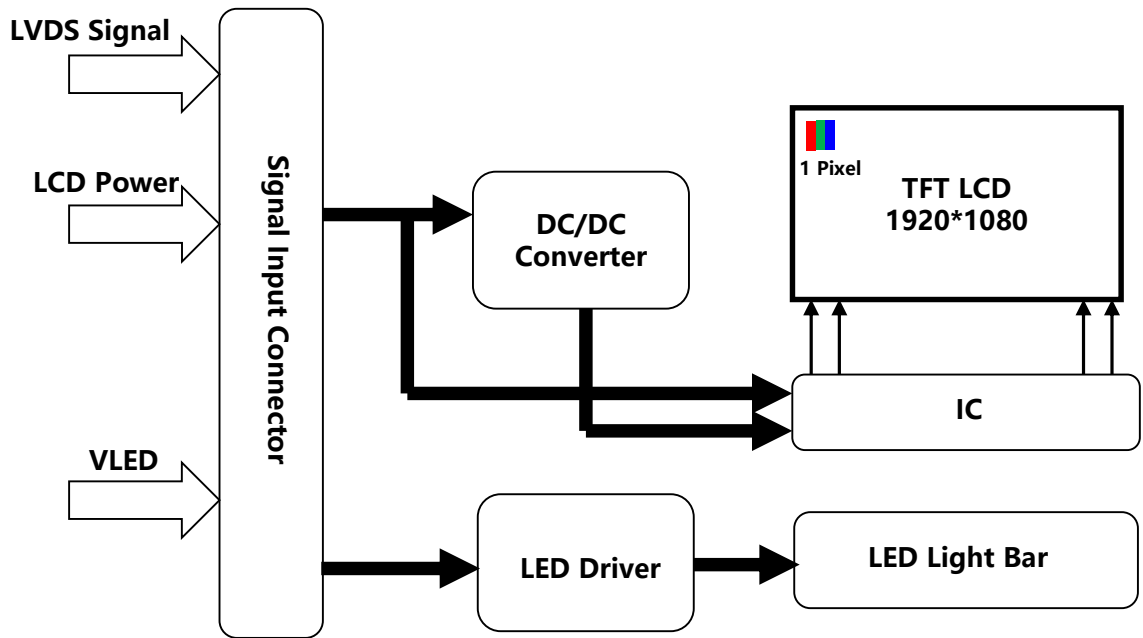 LVDS Signal
LCD Power
VLED
Signal Input Connector
DC/DC
Converter
1 Pixel
TFT LCD
1920*1080
IC
LED Driver
LED Light Bar